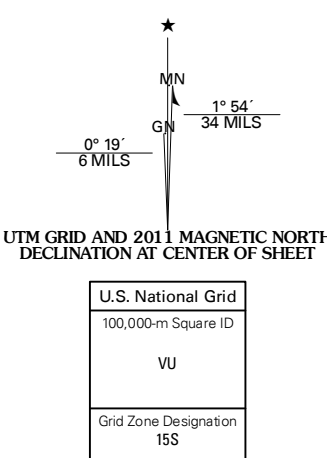 MN
GN
1° 54´
34 MILS
0° 19´
6 MILS
UTM GRID AND 2011 MAGNETIC NORTH
DECLINATION AT CENTER OF SHEET
U.S. National Grid
100,000-m Square ID
VU
Grid Zone Designation
15S